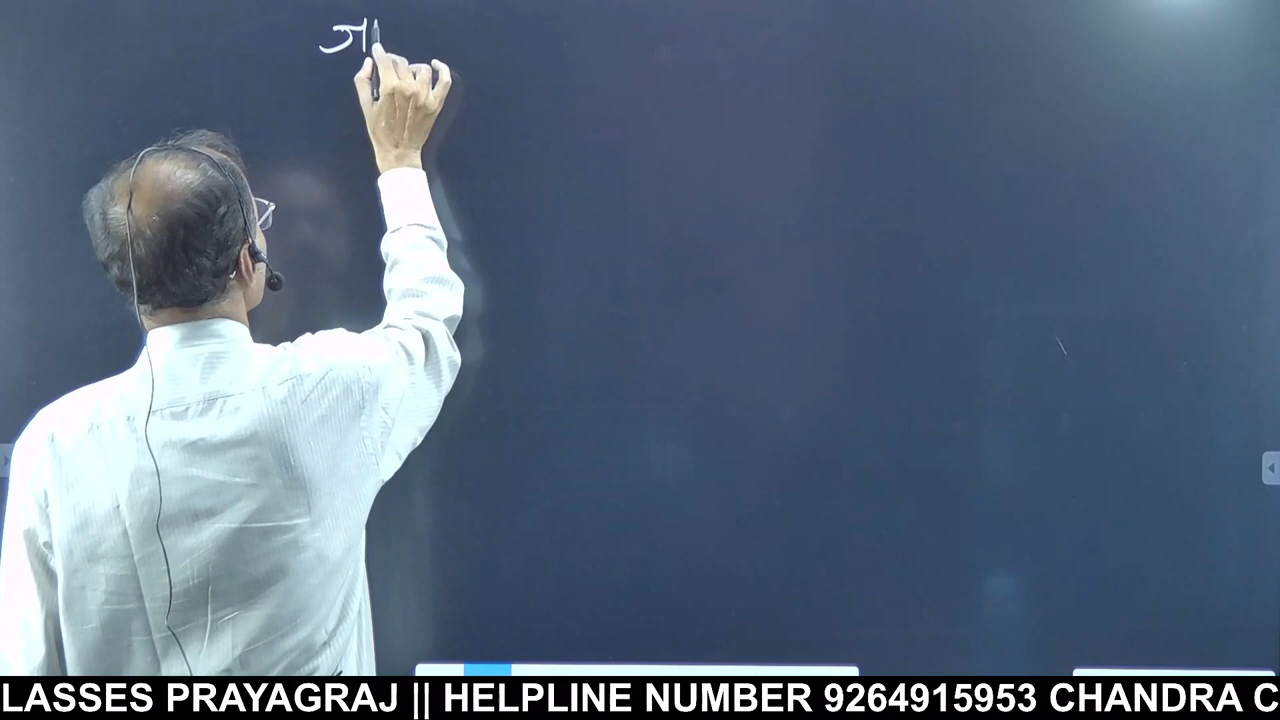 ज
LASSES PRAYAGRAJ || HELPLINE NUMBER 9264915953 CHANDRA C